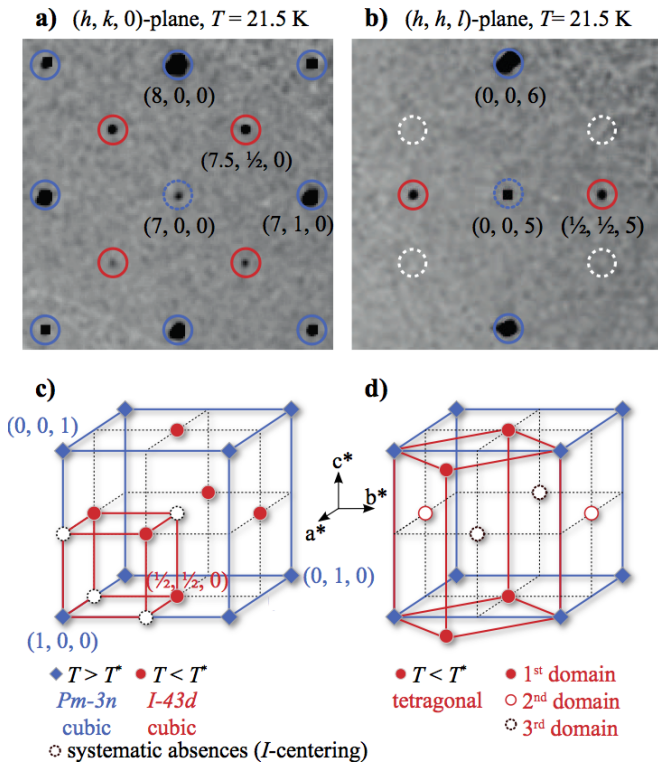 a) (h, k, 0)-plane, T = 21.5 K
(8, 0, 0)
(7.5, ½, 0)
(7, 0, 0)
(7, 1, 0)
b) (h, h, l)-plane, T= 21.5 K
(0, 0, 6)
(0, 0, 5)
(½, ½, 5)
c)
(0, 0, 1)
(½, ½, 0)
(0, 1, 0)
(1, 0, 0)
c*
b*
a*
T > T* T < T*
Pm-3n I-43d
cubic cubic
systematic absences (I-centering)
d)
T < T* 1st domain
tetragonal 2nd domain
3rd domain